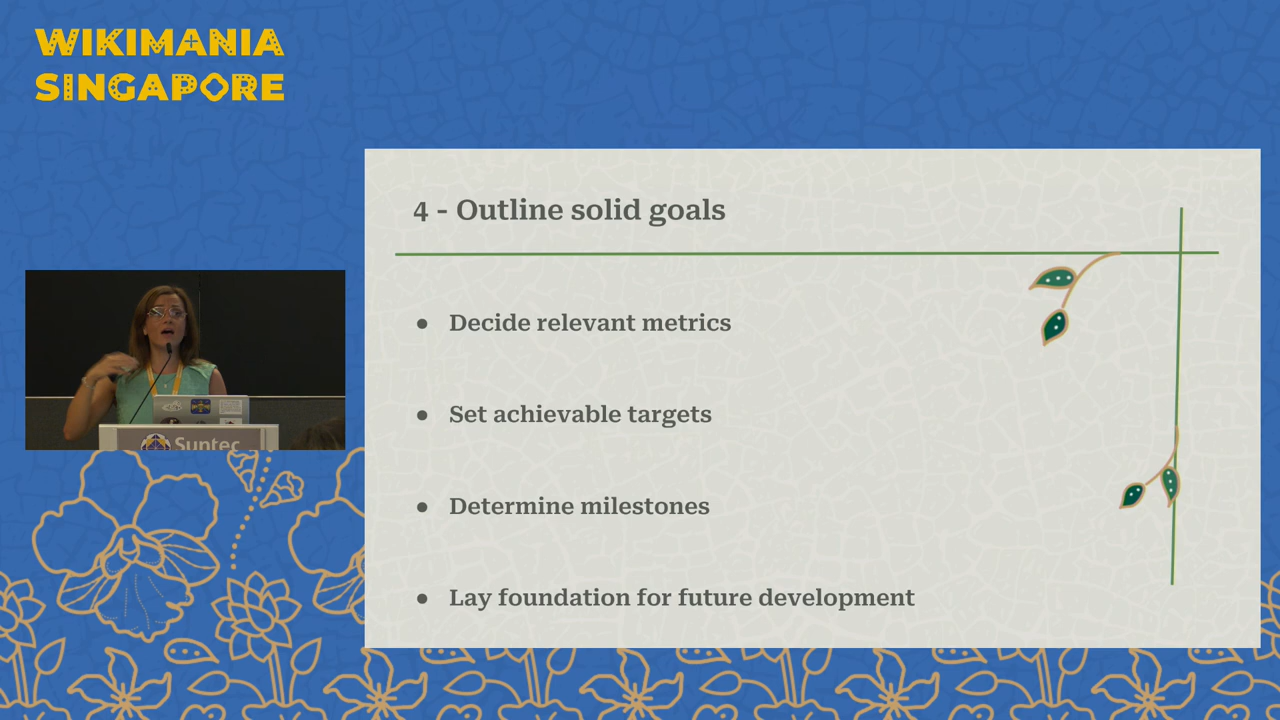 WIKIMANIA
SINGAPORE
4 - Outline solid goals
● Decide relevant metrics
● Set achievable targets
● Determine milestones
● Lay foundation for future development
Suntec